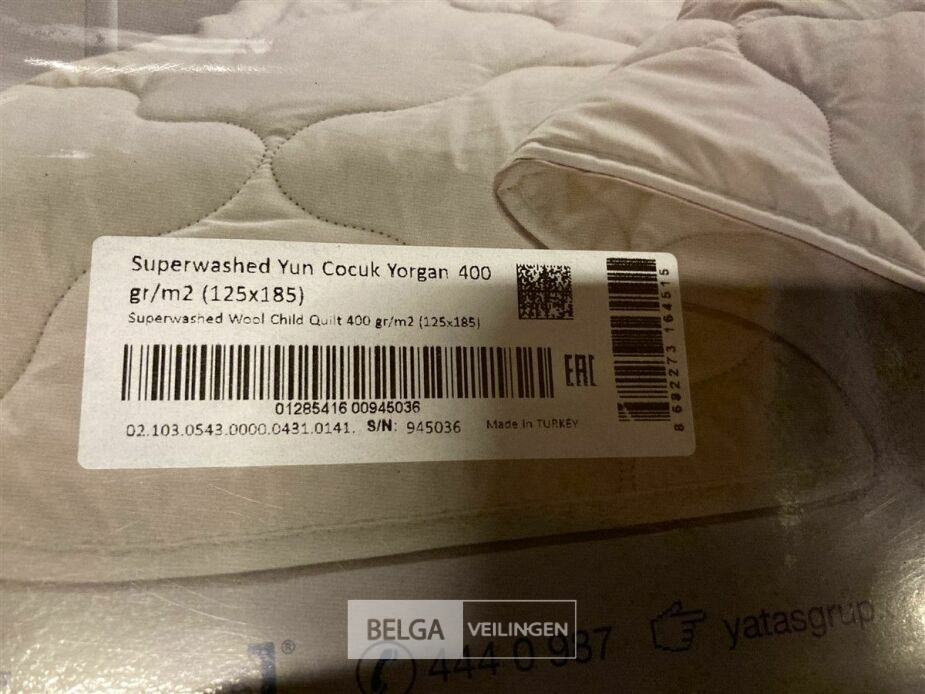 Superwashed Yun Cocuk Yorgan 400
gr/m2 (125x185)
Superwashed Wool Child Quilt 400 gr/m2 (125x185)
EAC
01285416 00945036
02.103.0543.0000.0431.0141. S/N: 945036 Made in TURKEY
8 682273 164515
BELGA VEILINGEN
®
444 0 987 yatasgrup